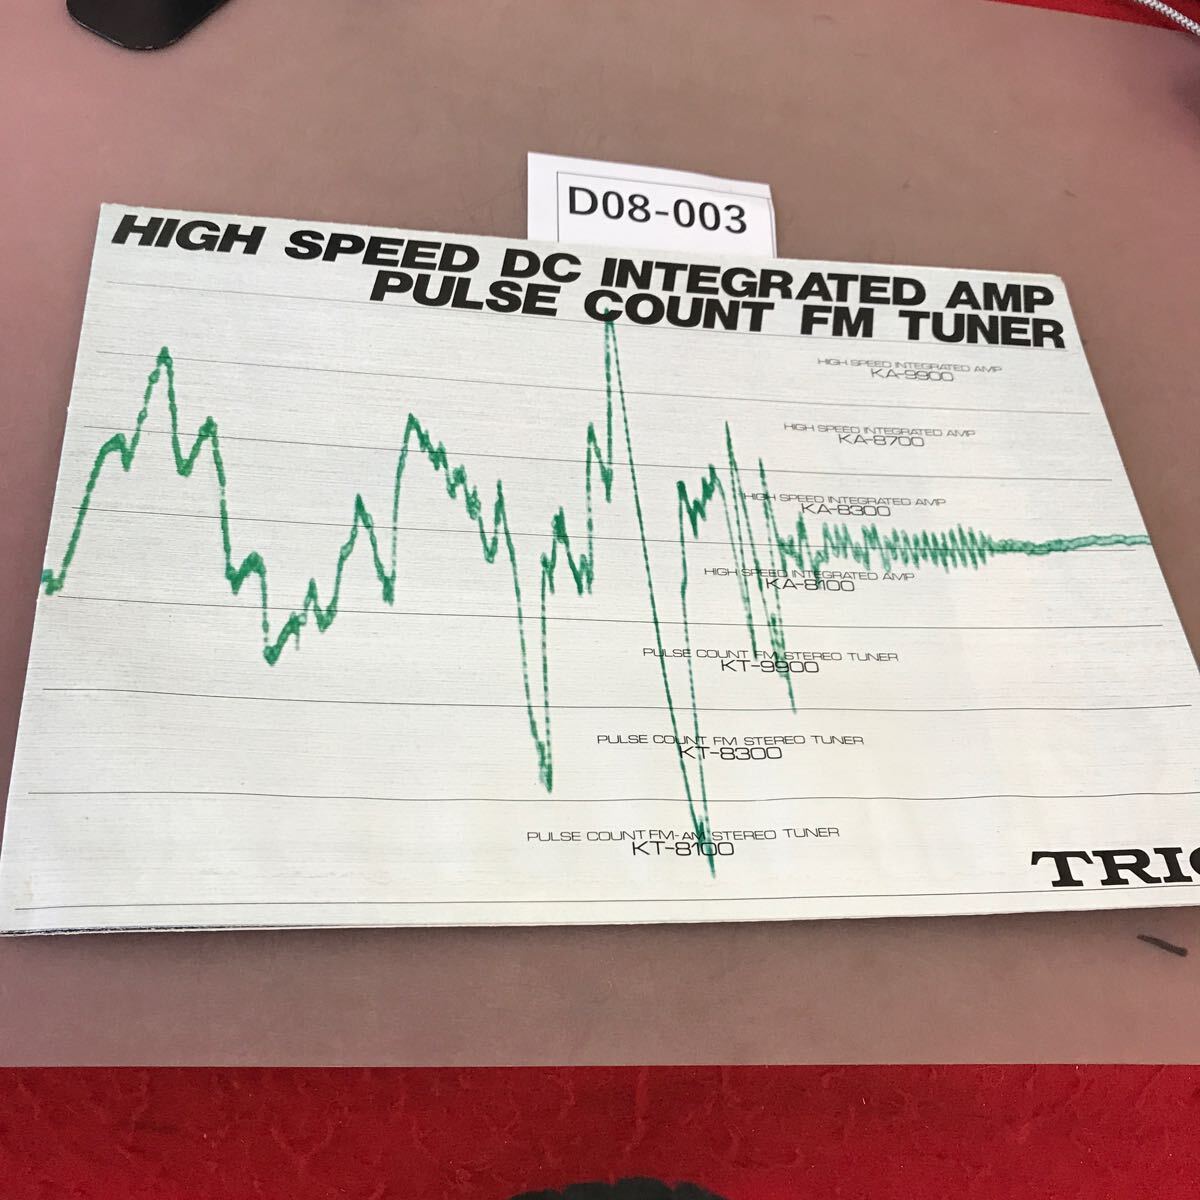 D08-003
HIGH SPEED DC INTEGRATED AMP
PULSE COUNT FM TUNER
HIGH SPEED INTEGRATED AMP
KA-9900
HIGH SPEED INTEGRATED AMP
KA-8700
HIGH SPEED INTEGRATED AMP
KA-8300
HIGH SPEED INTEGRATED AMP
KA-8100
PULSE COUNT FM STEREO TUNER
KT-9900
PULSE COUNT FM STEREO TUNER
KT-8300
PULSE COUNT FM-AM STEREO TUNER
KT-8100
TRIO